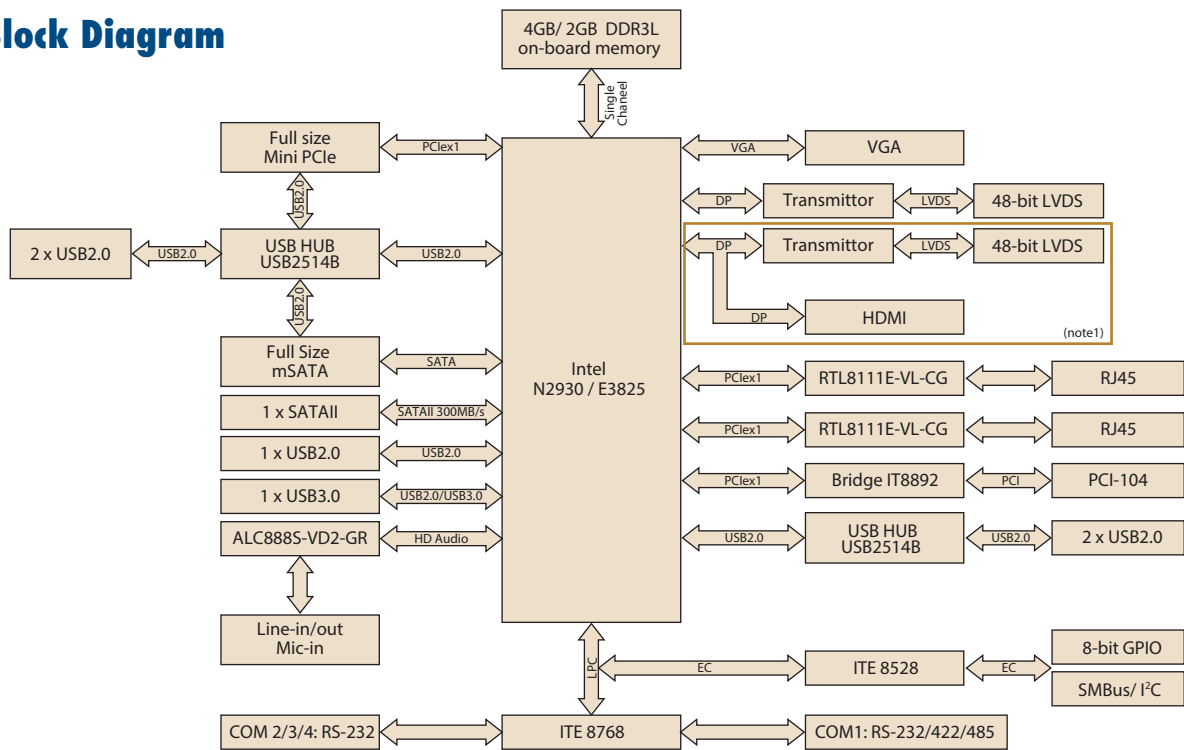 Block Diagram
4GB/ 2GB DDR3L
on-board memory
Single
Chaneel
Full size
Mini PCIe
PCIex1
VGA
VGA
USB2.0
DP
Transmittor
LVDS
48-bit LVDS
2 x USB2.0
USB2.0
USB HUB
USB2514B
USB2.0
DP
Transmittor
LVDS
48-bit LVDS
USB2.0
DP
HDMI
(note1)
Full Size
mSATA
SATA
Intel
N2930 / E3825
PCIex1
RTL8111E-VL-CG
RJ45
1 x SATAII
SATAII 300MB/s
PCIex1
RTL8111E-VL-CG
RJ45
1 x USB2.0
USB2.0
PCIex1
Bridge IT8892
PCI
PCI-104
1 x USB3.0
USB2.0/USB3.0
ALC888S-VD2-GR
HD Audio
USB2.0
USB HUB
USB2514B
USB2.0
2 x USB2.0
Line-in/out
Mic-in
LPC
EC
ITE 8528
EC
8-bit GPIO
SMBus/ I²C
COM 2/3/4: RS-232
ITE 8768
COM1: RS-232/422/485